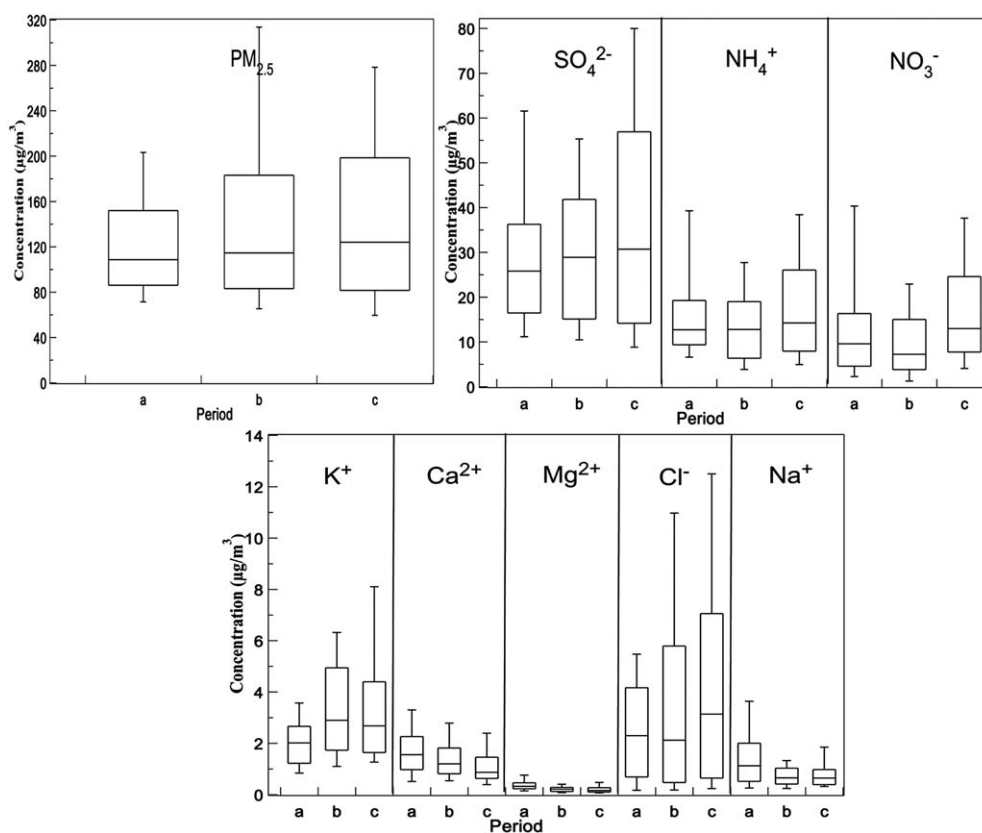 PM2.5
Concentration (μg/m³)
320
280
240
200
160
120
80
40
0
a b c
Period
SO₄²⁻ NH₄⁺ NO₃⁻
Concentration (μg/m³)
80
70
60
50
40
30
20
10
0
a b c a b c a b c
Period
K⁺ Ca²⁺ Mg²⁺ Cl⁻ Na⁺
Concentration (μg/m³)
14
12
10
8
6
4
2
0
a b c a b c a b c a b c a b c
Period